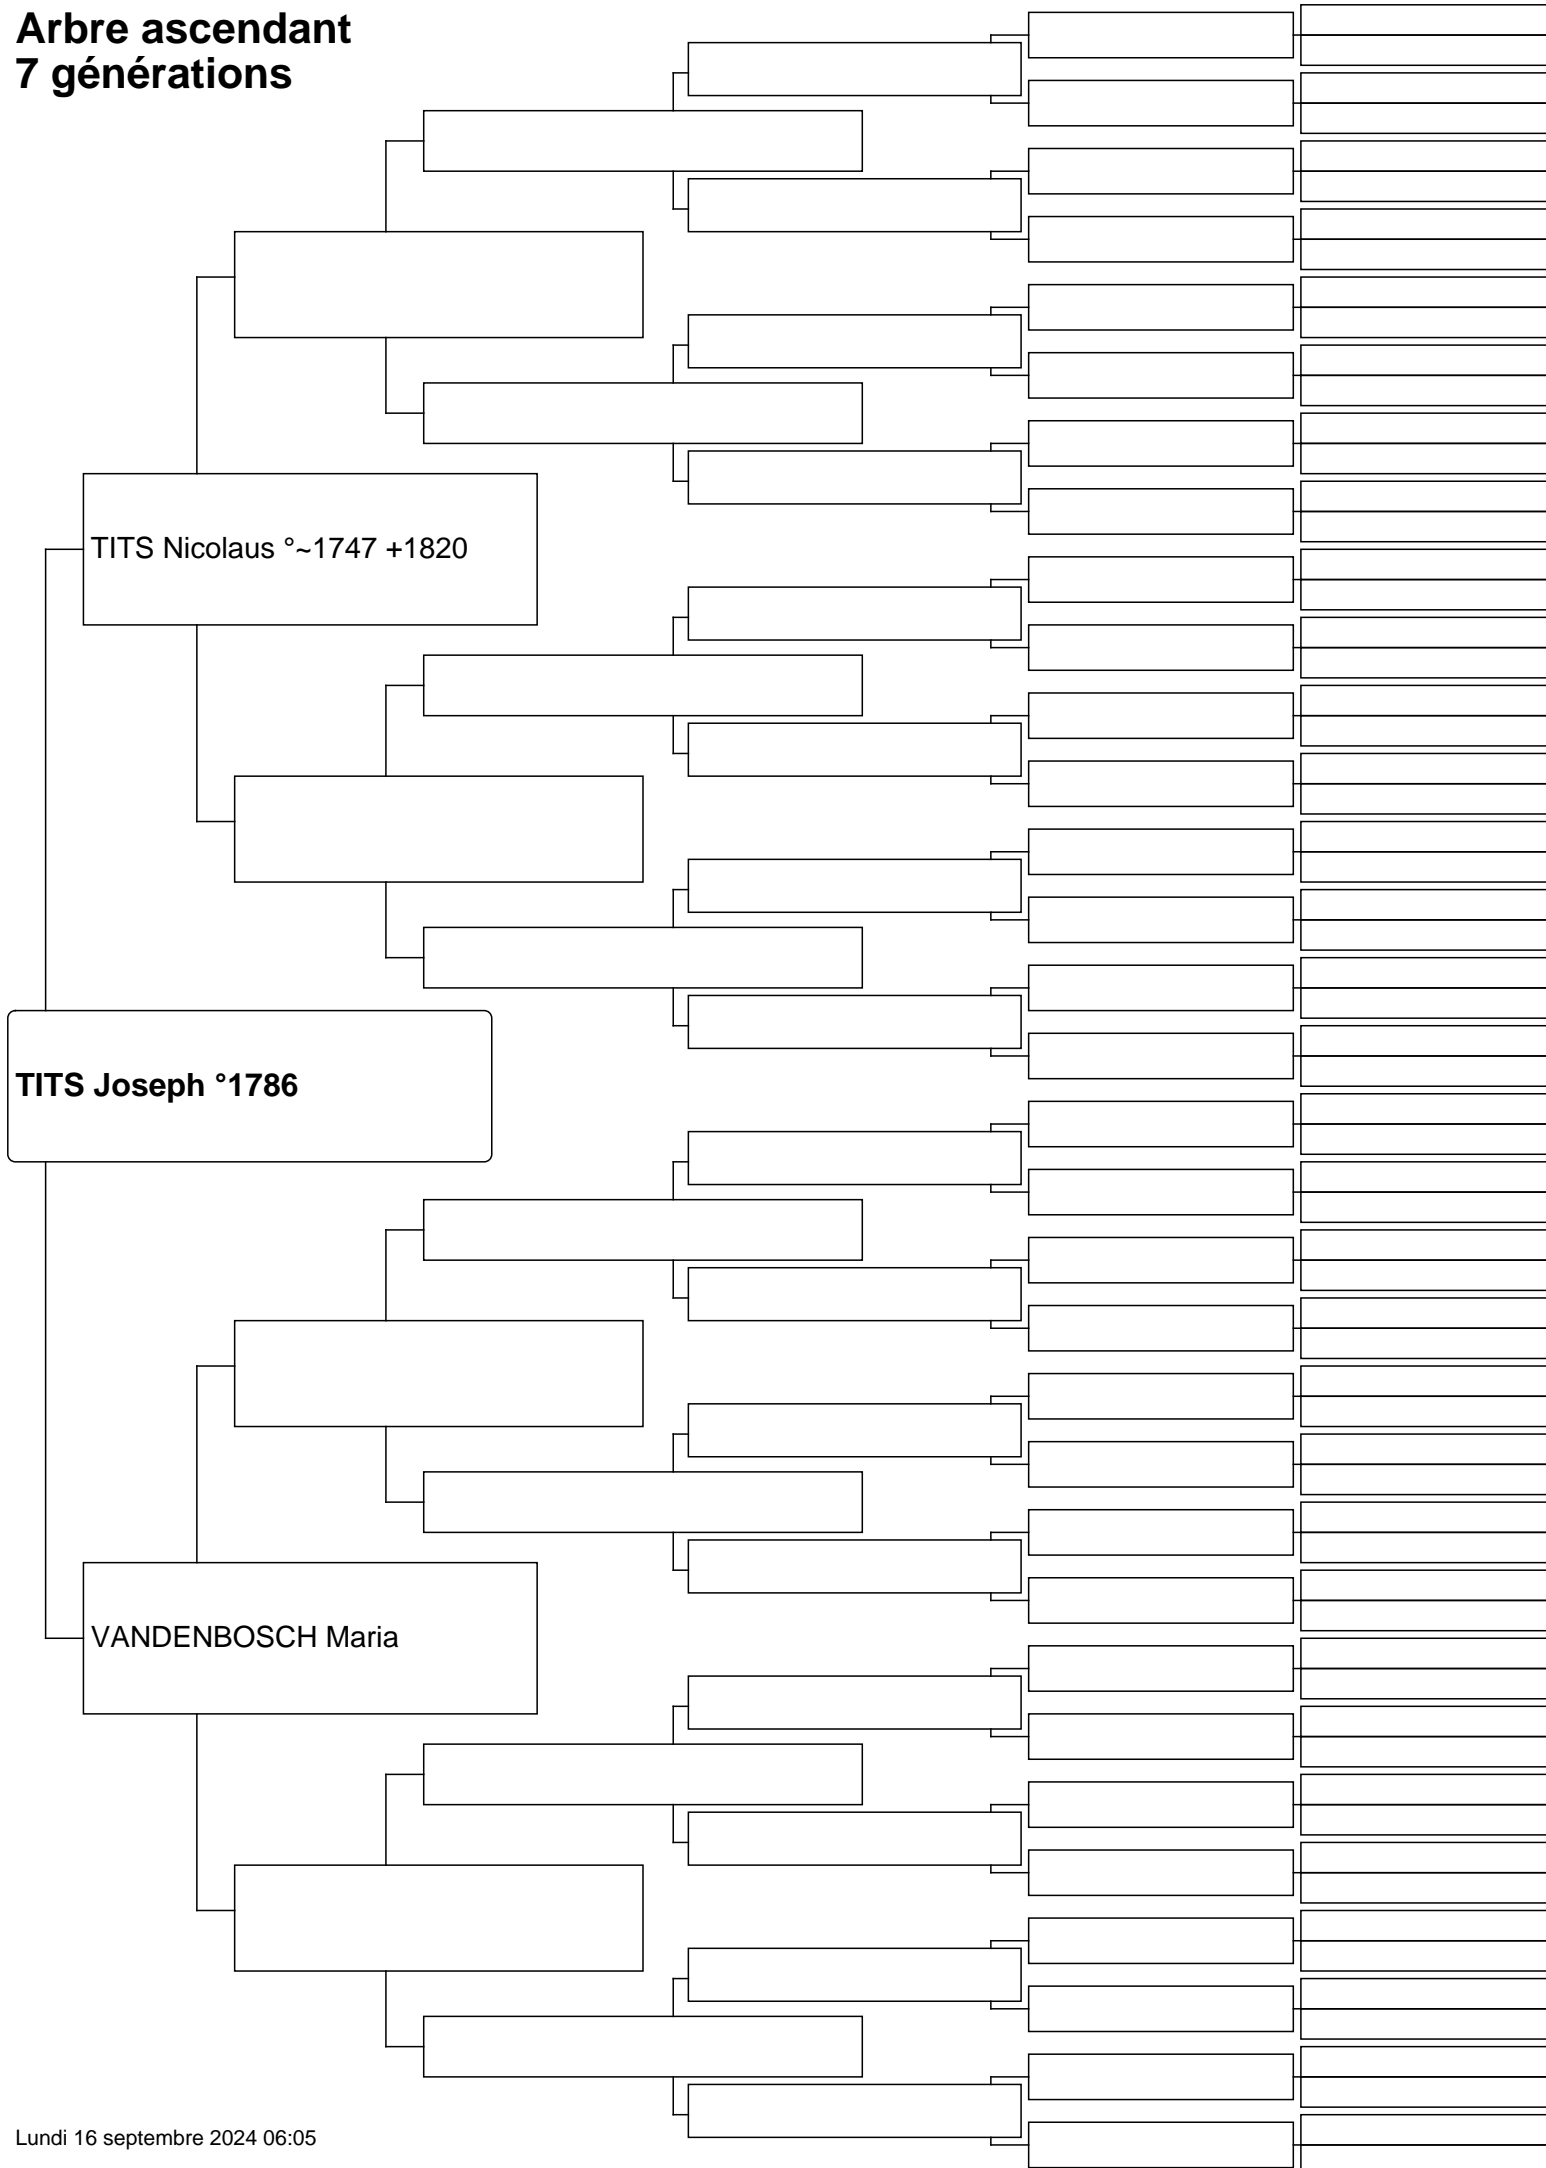 Arbre ascendant
7 générations
TITS Nicolaus °~1747 +1820
TITS Joseph °1786
VANDENBOSCH Maria
Lundi 16 septembre 2024 06:05